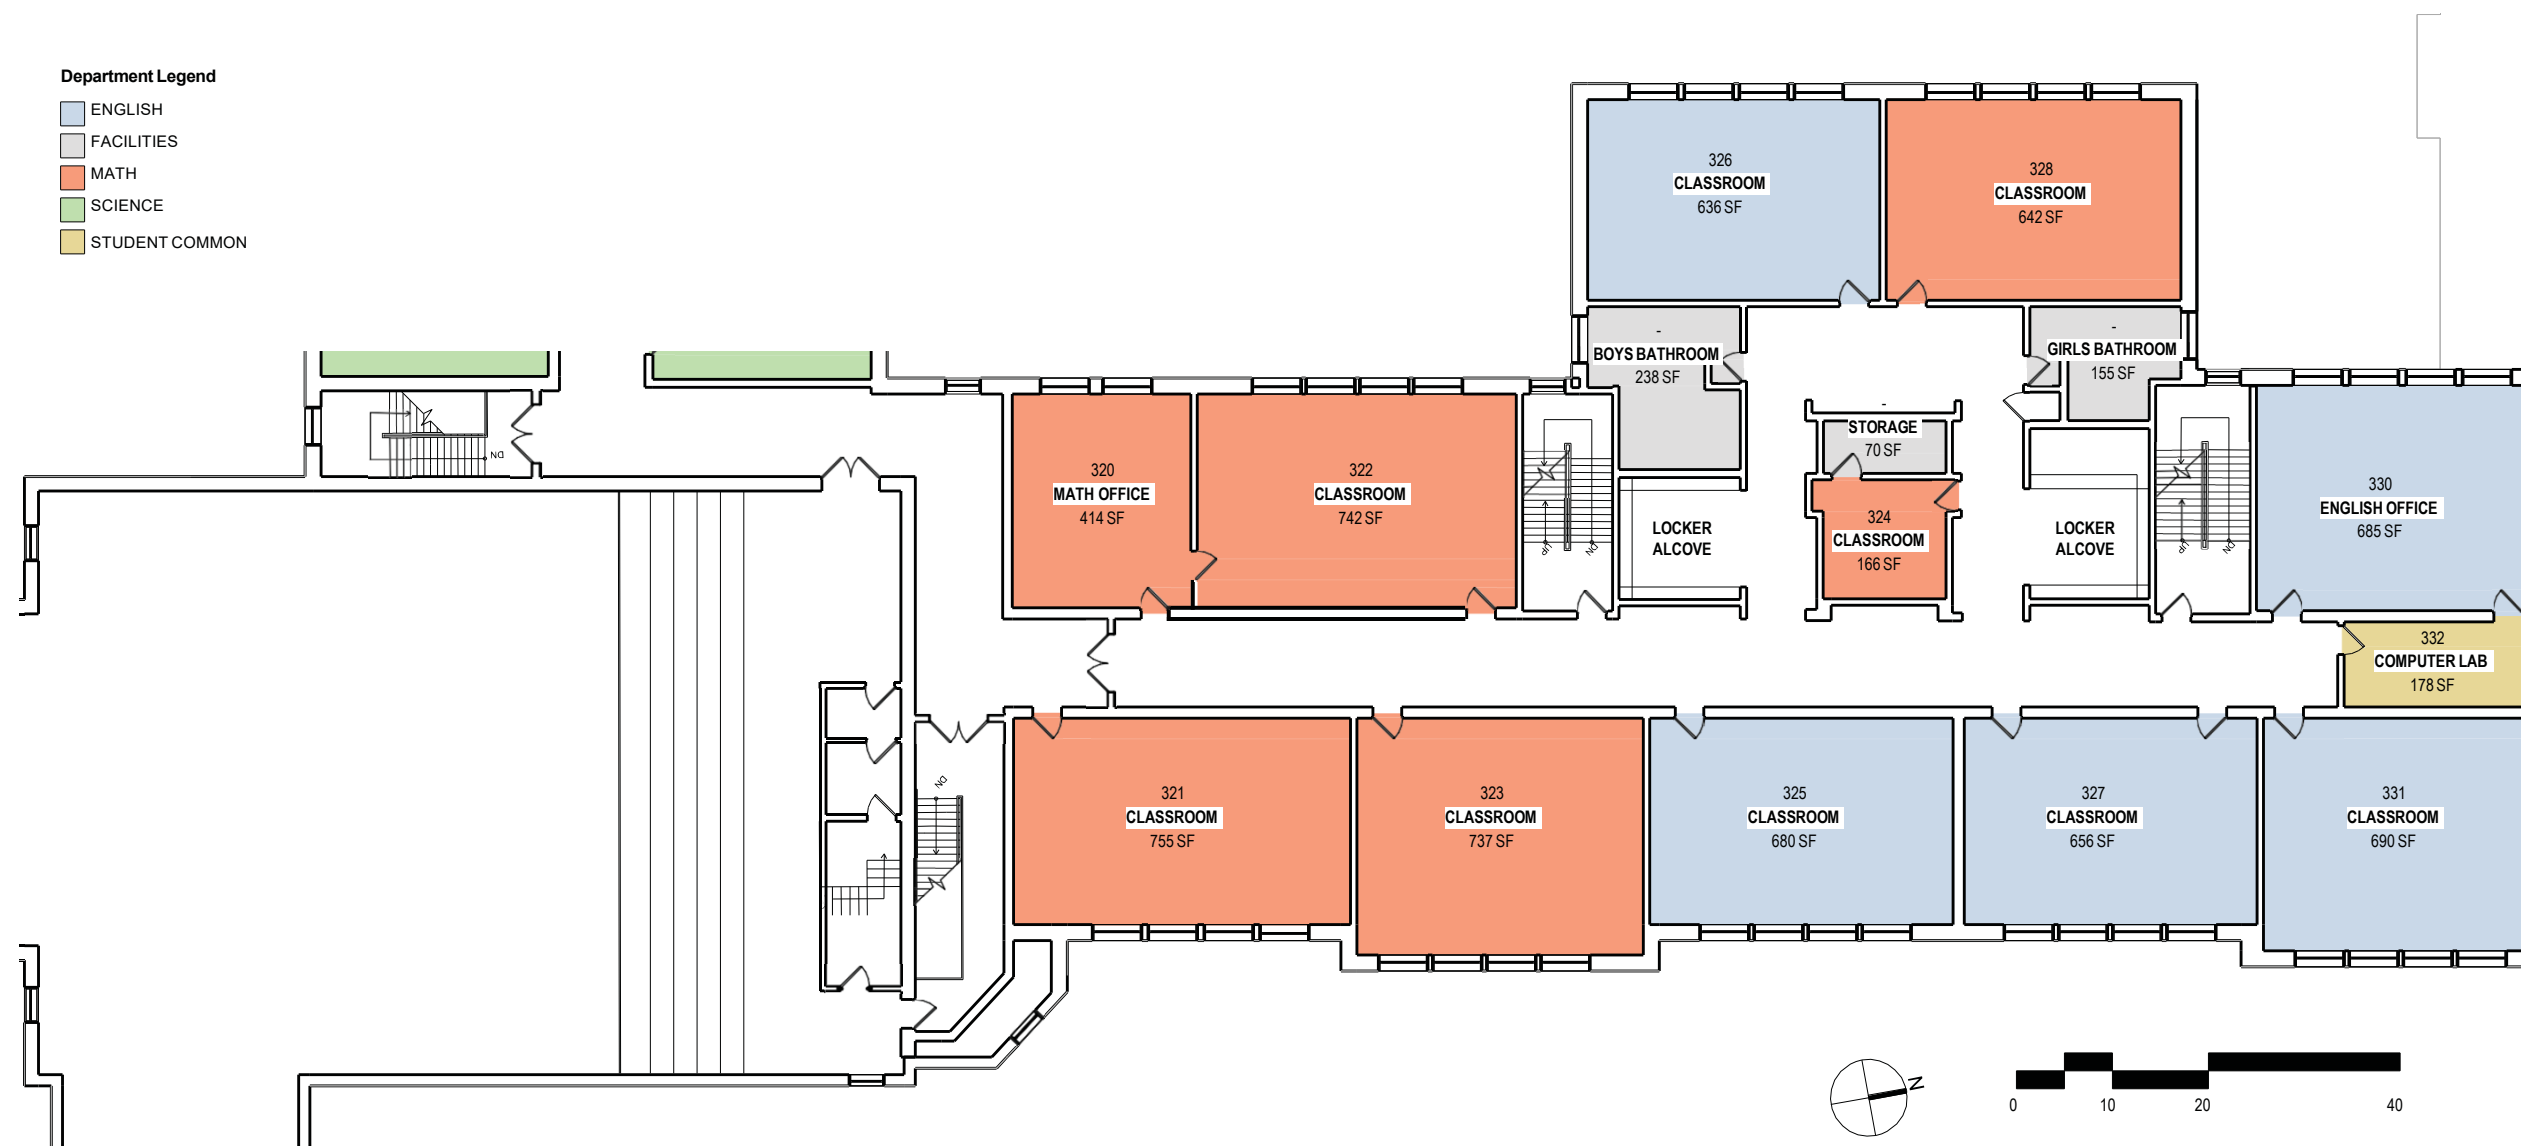 Department Legend
ENGLISH
FACILITIES
MATH
SCIENCE
STUDENT COMMON
326
CLASSROOM
636 SF
328
CLASSROOM
642 SF
-
BOYS BATHROOM
238 SF
-
GIRLS BATHROOM
155 SF
-
STORAGE
70 SF
320
MATH OFFICE
414 SF
322
CLASSROOM
742 SF
324
CLASSROOM
166 SF
LOCKER
ALCOVE
LOCKER
ALCOVE
330
ENGLISH OFFICE
685 SF
DN
UP
DN
UP
DN
332
COMPUTER LAB
178 SF
DN
321
CLASSROOM
755 SF
323
CLASSROOM
737 SF
325
CLASSROOM
680 SF
327
CLASSROOM
656 SF
331
CLASSROOM
690 SF
N
0
10
20
40